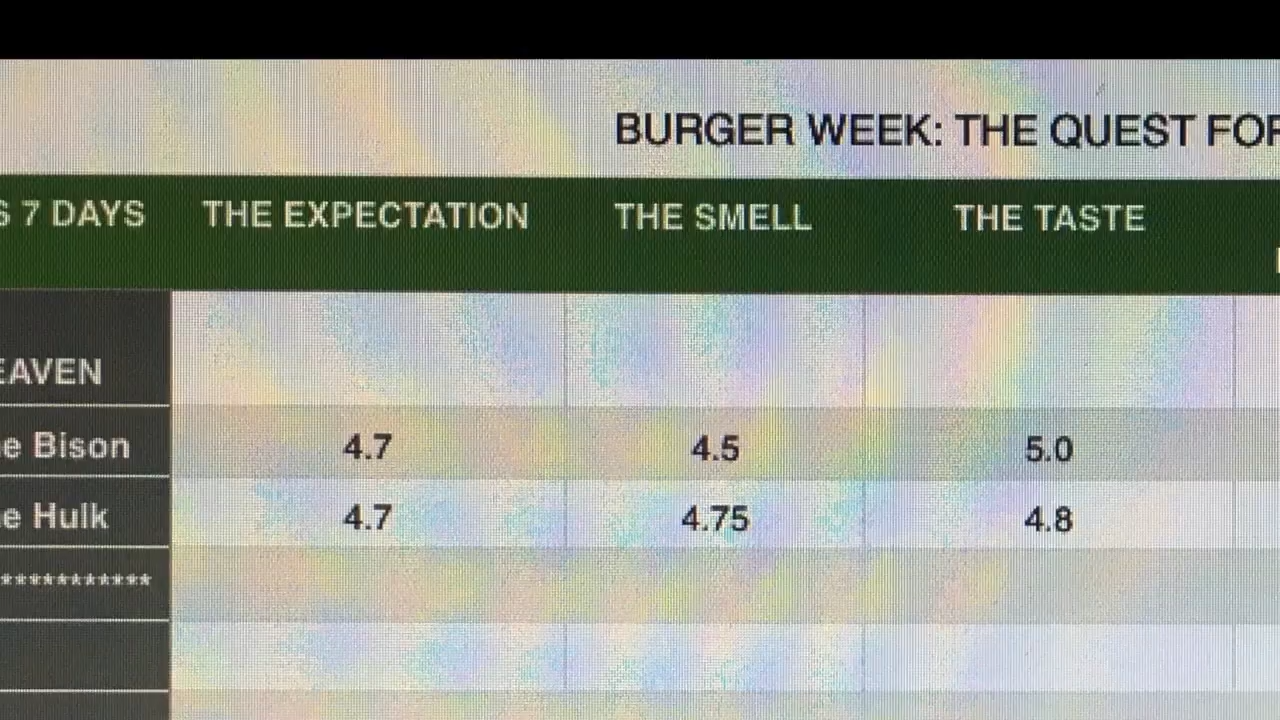 BURGER WEEK: THE QUEST FOR
S 7 DAYS THE EXPECTATION THE SMELL THE TASTE
EAVEN
e Bison 4.7 4.5 5.0
e Hulk 4.7 4.75 4.8
***********